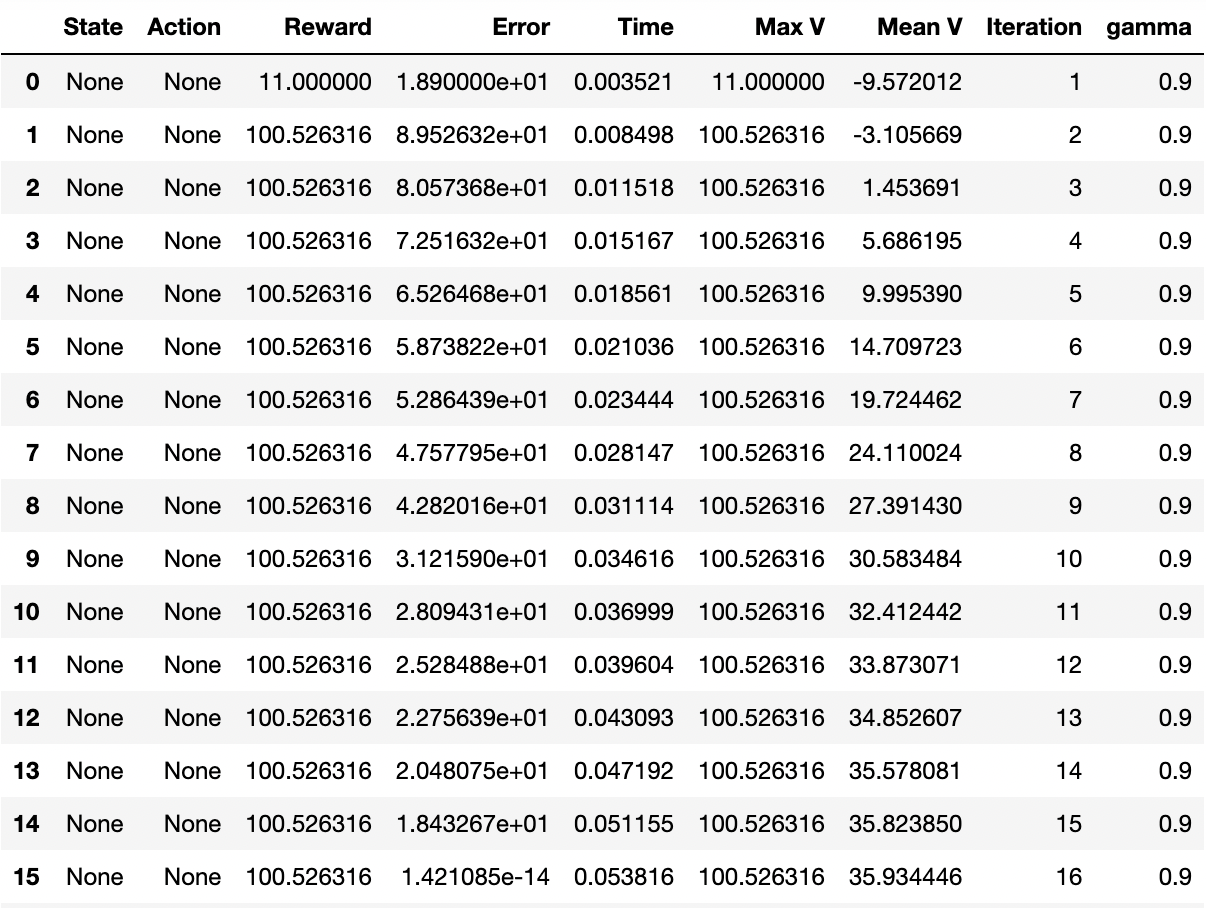 State Action Reward Error Time Max V Mean V Iteration gamma
0 None None 11.000000 1.890000e+01 0.003521 11.000000 -9.572012 1 0.9
1 None None 100.526316 8.952632e+01 0.008498 100.526316 -3.105669 2 0.9
2 None None 100.526316 8.057368e+01 0.011518 100.526316 1.453691 3 0.9
3 None None 100.526316 7.251632e+01 0.015167 100.526316 5.686195 4 0.9
4 None None 100.526316 6.526468e+01 0.018561 100.526316 9.995390 5 0.9
5 None None 100.526316 5.873822e+01 0.021036 100.526316 14.709723 6 0.9
6 None None 100.526316 5.286439e+01 0.023444 100.526316 19.724462 7 0.9
7 None None 100.526316 4.757795e+01 0.028147 100.526316 24.110024 8 0.9
8 None None 100.526316 4.282016e+01 0.031114 100.526316 27.391430 9 0.9
9 None None 100.526316 3.121590e+01 0.034616 100.526316 30.583484 10 0.9
10 None None 100.526316 2.809431e+01 0.036999 100.526316 32.412442 11 0.9
11 None None 100.526316 2.528488e+01 0.039604 100.526316 33.873071 12 0.9
12 None None 100.526316 2.275639e+01 0.043093 100.526316 34.852607 13 0.9
13 None None 100.526316 2.048075e+01 0.047192 100.526316 35.578081 14 0.9
14 None None 100.526316 1.843267e+01 0.051155 100.526316 35.823850 15 0.9
15 None None 100.526316 1.421085e-14 0.053816 100.526316 35.934446 16 0.9